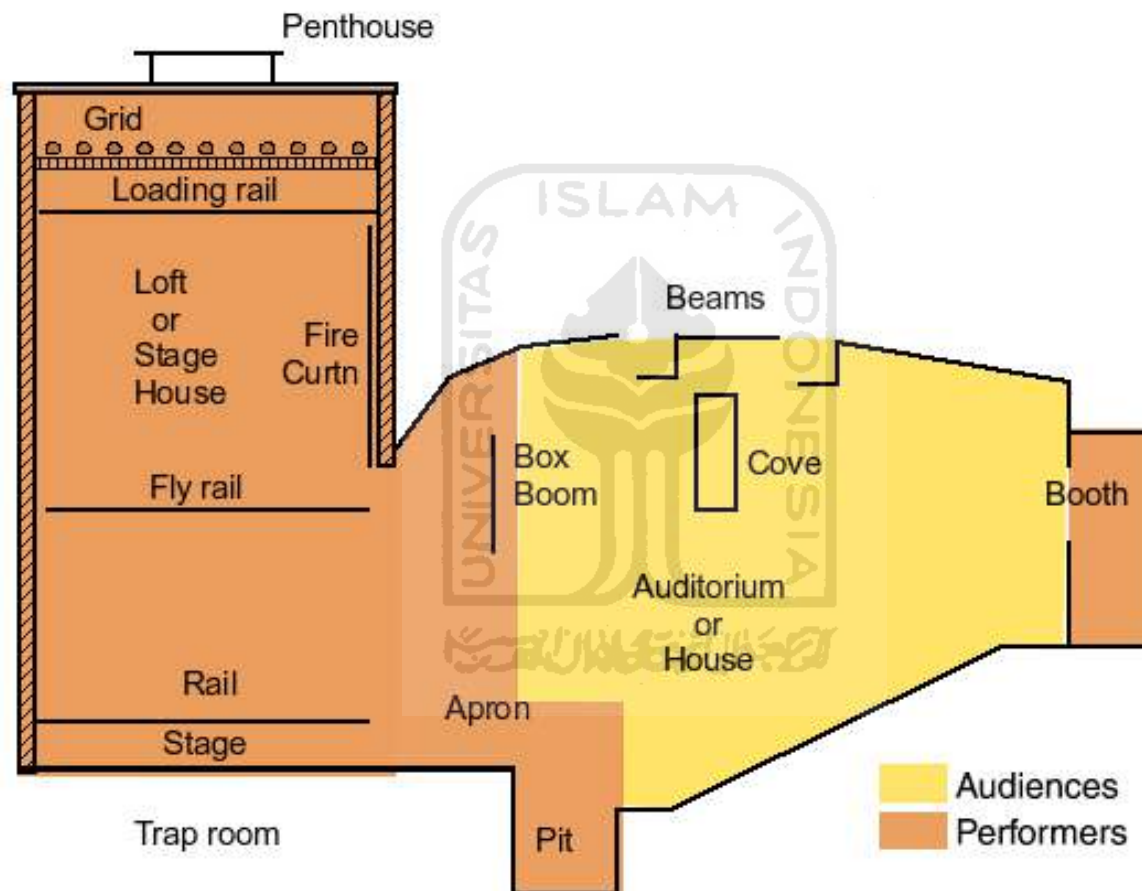 Penthouse
Grid
Loading rail
Loft
or
Stage
House
Fire
Curtn
Fly rail
Rail
Stage
Trap room
UNIVERSITAS
ISLAM
INDONESIA
Beams
Box
Boom
Cove
Booth
Auditorium
or
House
Apron
Pit
Audiences
Performers